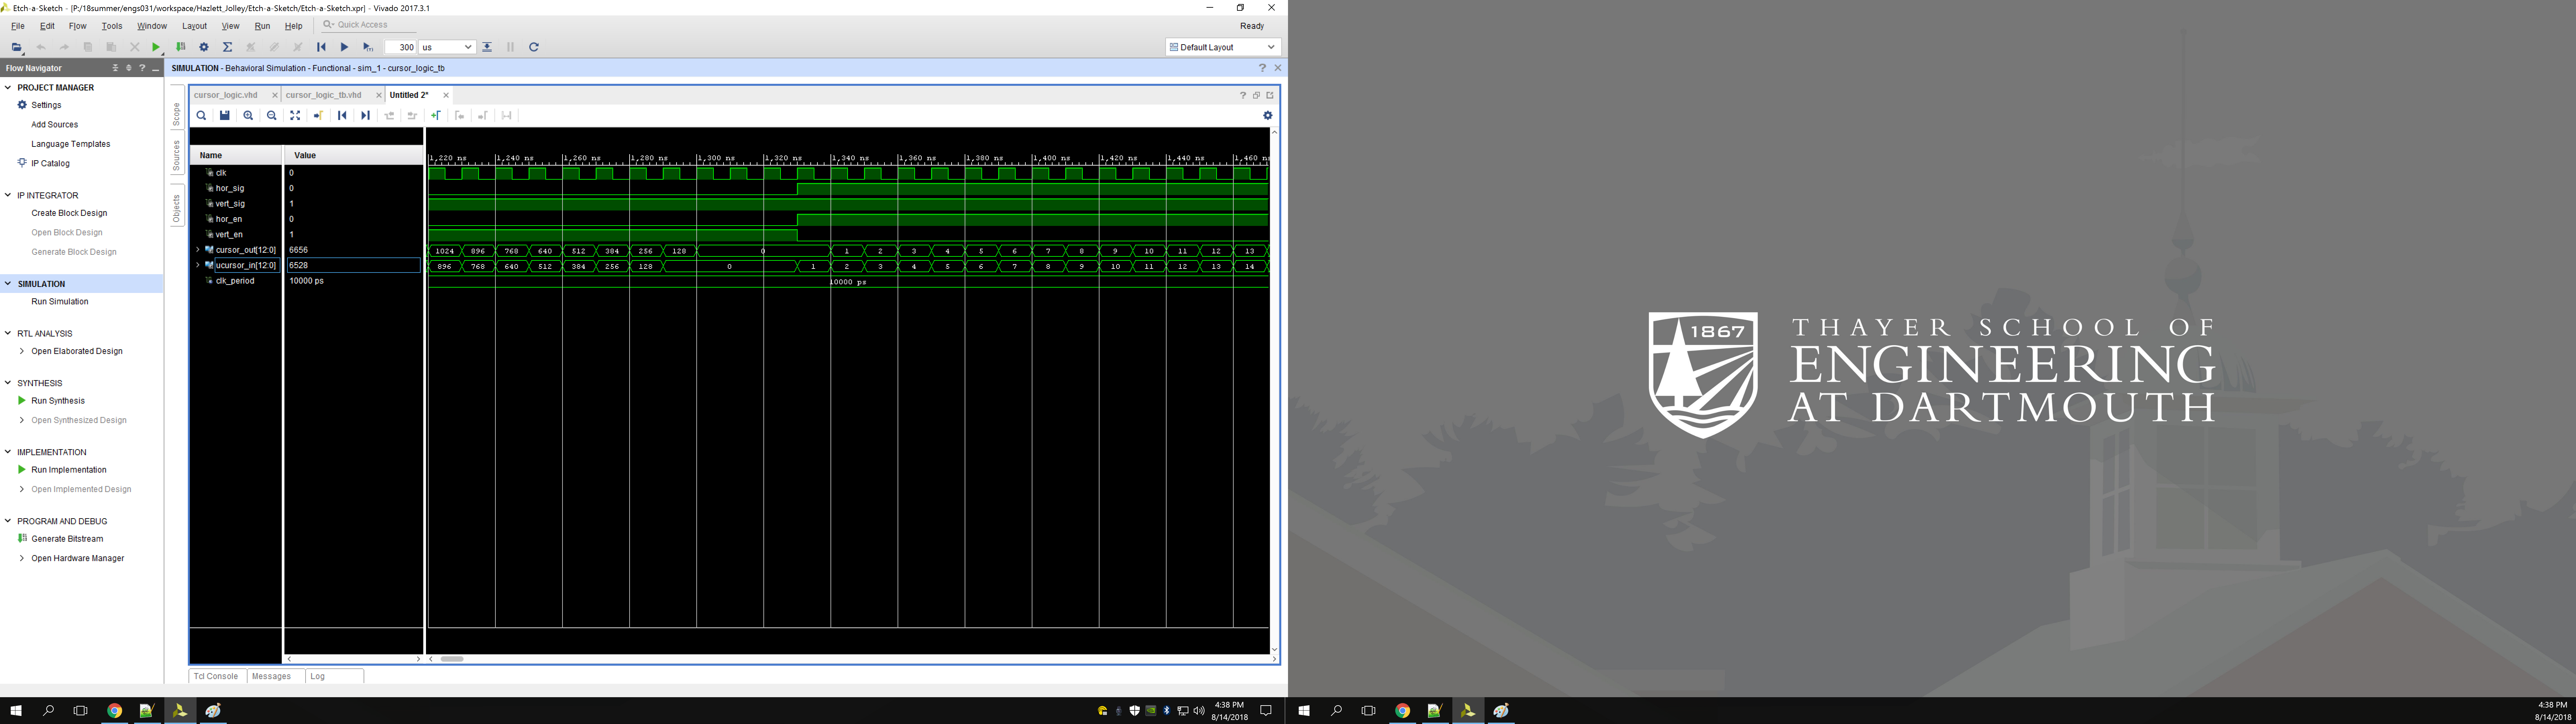 Etch-a-Sketch - [P:/18summer/engs031/workspace/Hazlett_Jolley/Etch-a-Sketch/Etch-a-Sketch.xpr] - Vivado 2017.3.1
File Edit Flow Tools Window Layout View Run Help Quick Access Ready
300 us Default Layout
Flow Navigator
SIMULATION - Behavioral Simulation - Functional - sim_1 - cursor_logic_tb
PROJECT MANAGER
Settings
Add Sources
Language Templates
IP Catalog
IP INTEGRATOR
Create Block Design
Open Block Design
Generate Block Design
SIMULATION
Run Simulation
RTL ANALYSIS
Open Elaborated Design
SYNTHESIS
Run Synthesis
Open Synthesized Design
IMPLEMENTATION
Run Implementation
Open Implemented Design
PROGRAM AND DEBUG
Generate Bitstream
Open Hardware Manager
Scope
Sources
Objects
cursor_logic.vhd cursor_logic_tb.vhd Untitled 2*
Name Value
1,220 ns 1,240 ns 1,260 ns 1,280 ns 1,300 ns 1,320 ns 1,340 ns 1,360 ns 1,380 ns 1,400 ns 1,420 ns 1,440 ns 1,460 ns
clk 0
hor_sig 0
vert_sig 1
hor_en 0
vert_en 1
cursor_out[12:0] 6656 1024 896 768 640 512 384 256 128 0 1 2 3 4 5 6 7 8 9 10 11 12 13
ucursor_in[12:0] 6528 896 768 640 512 384 256 128 0 1 2 3 4 5 6 7 8 9 10 11 12 13 14
clk_period 10000 ps 10000 ps
Tcl Console Messages Log
4:38 PM
8/14/2018
1867
THAYER SCHOOL OF
ENGINEERING
AT DARTMOUTH
4:38 PM
8/14/2018